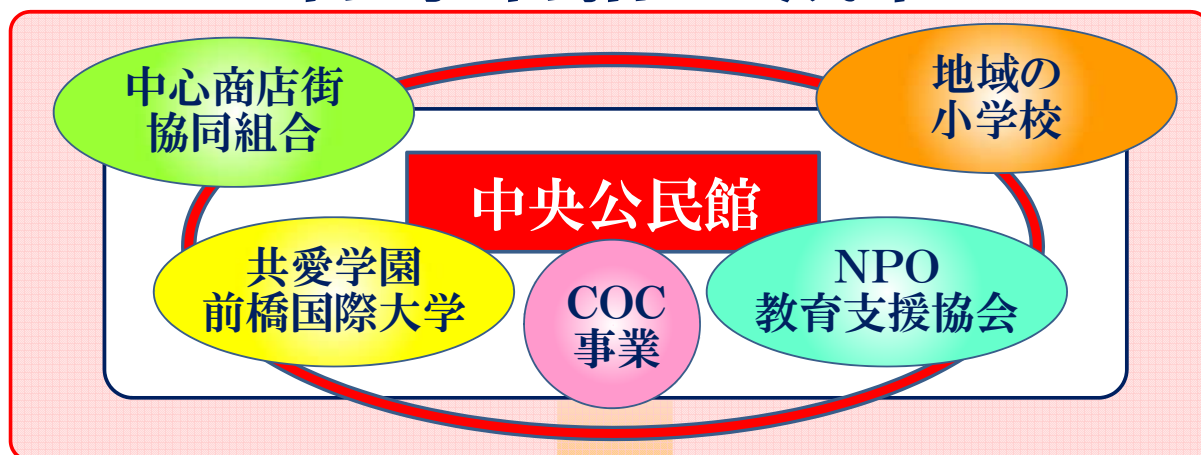 中心商店街
協同組合
地域の
小学校
中央公民館
共愛学園
前橋国際大学
COC
事業
NPO
教育支援協会